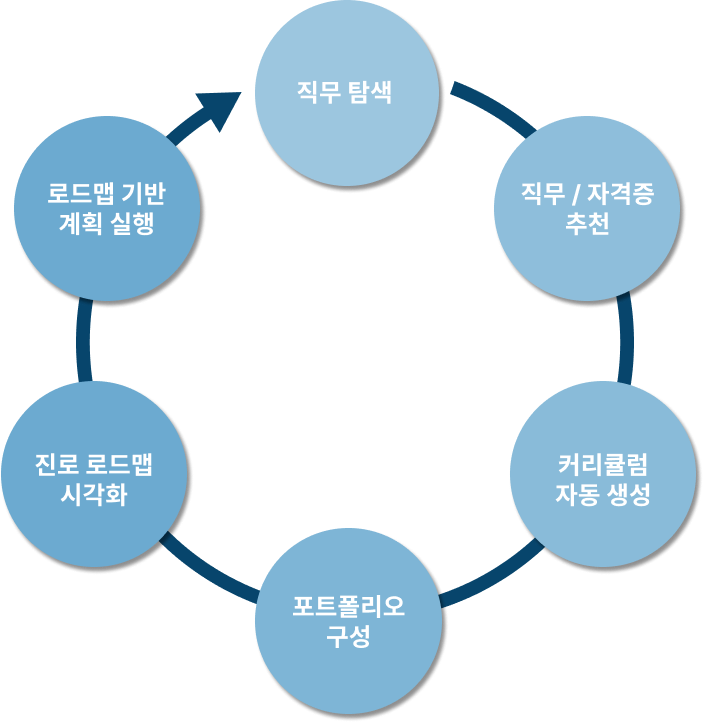 직무 탐색
직무 / 자격증
추천
커리큘럼
자동 생성
포트폴리오
구성
진로 로드맵
시각화
로드맵 기반
계획 실행